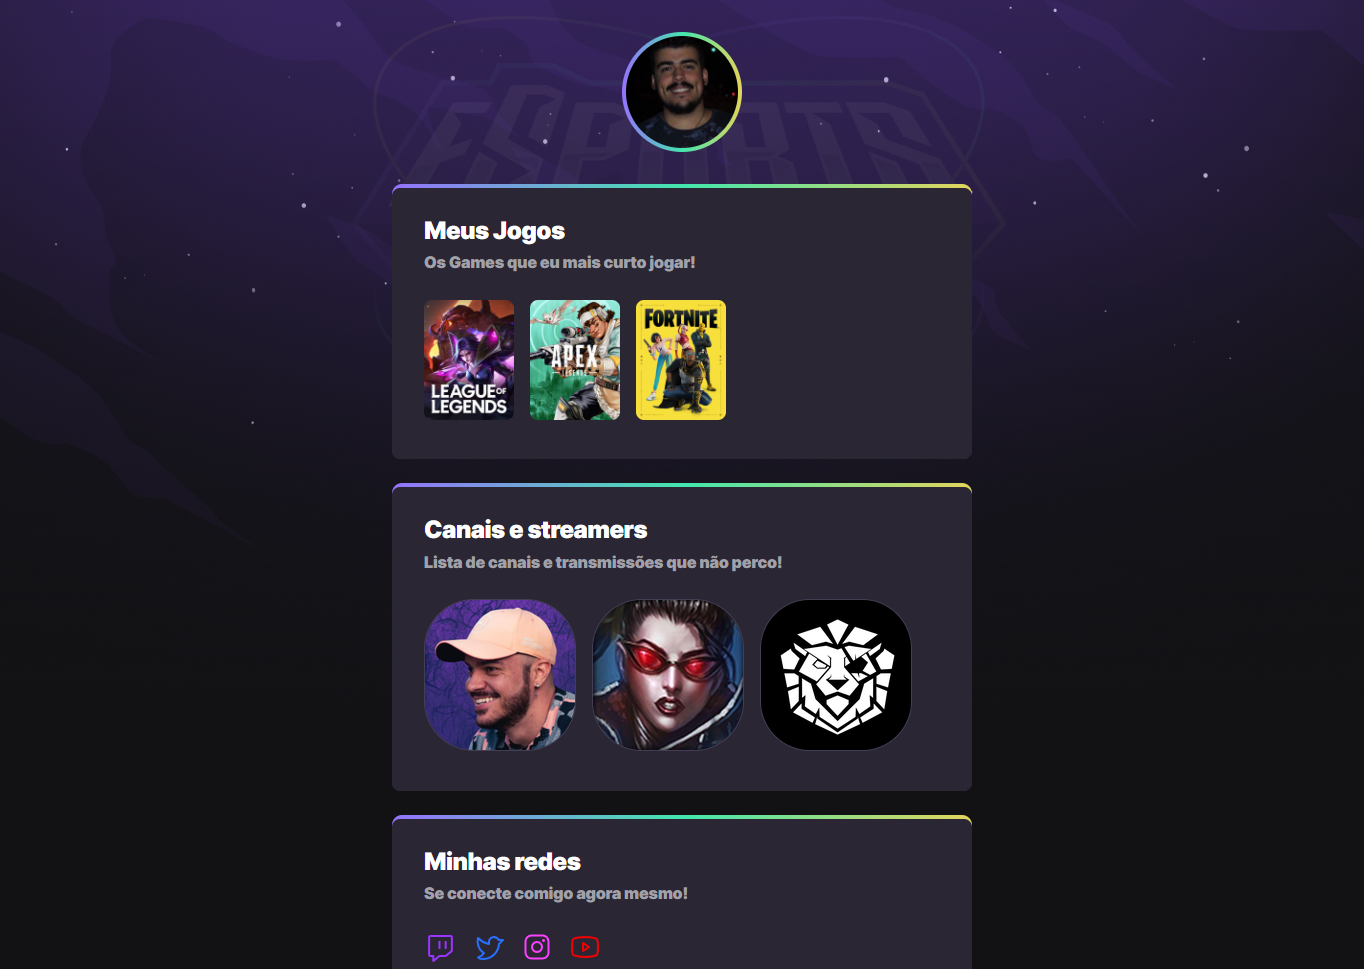 ESPORTS
Meus Jogos
Os Games que eu mais curto jogar!
LEAGUE OF
LEGENDS
APEX
LEGENDS
FORTNITE
Canais e streamers
Lista de canais e transmissões que não perco!
Minhas redes
Se conecte comigo agora mesmo!